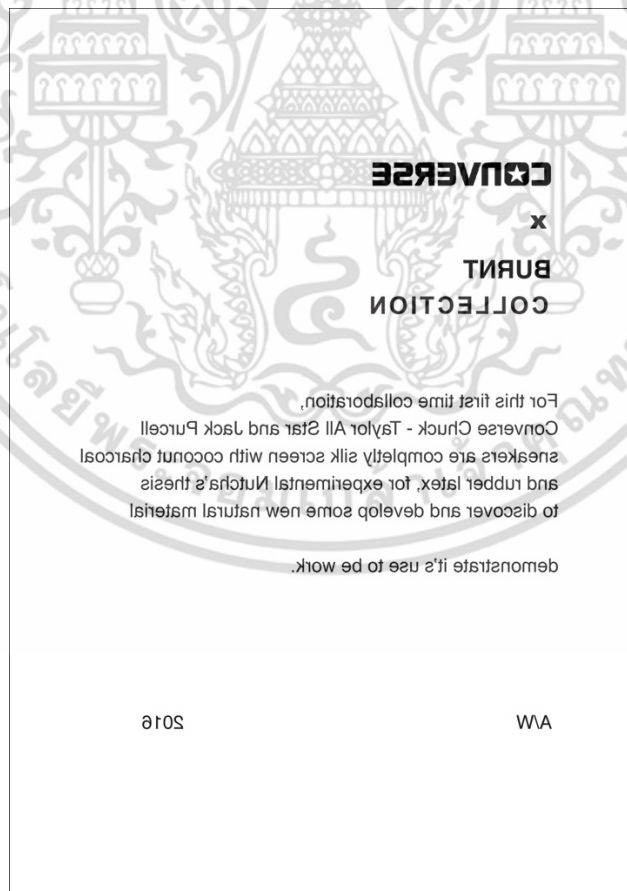 CONVERSE
x
BURNT
COLLECTION
For this first time collaboration,
Converse Chuck - Taylor All Star and Jack Purcell
sneakers are completly silk screen with coconut charcoal
and rubber latex, for experimental Nutcha's thesis
to discover and develop some new natural material
demonstrate it's use to be work.
A/W 2016